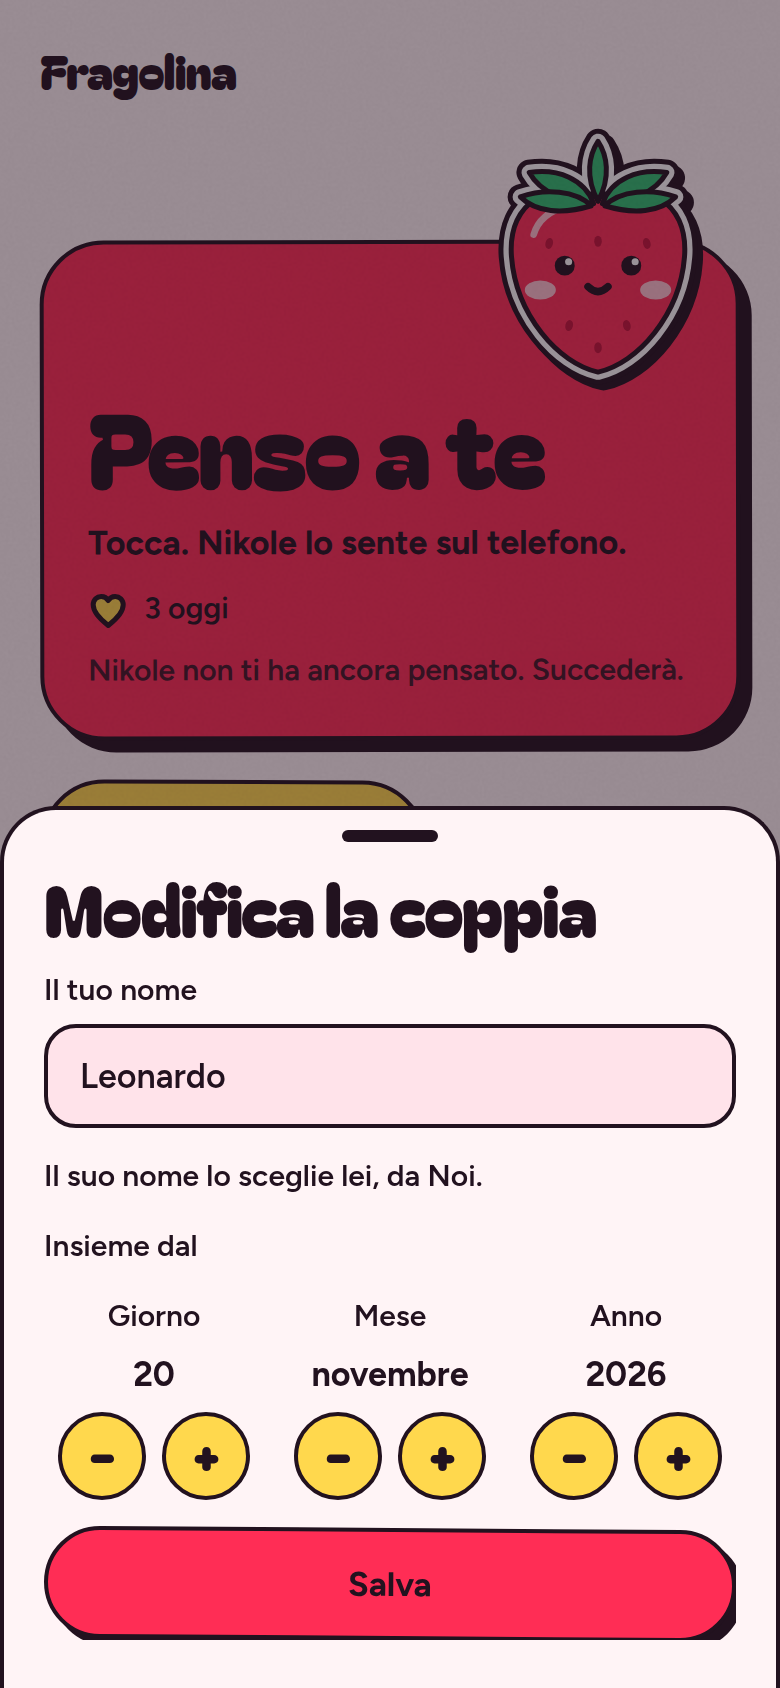 Fragolina
Penso a te
Tocca. Nikole lo sente sul telefono.
3 oggi
Nikole non ti ha ancora pensato. Succederà.
Modifica la coppia
Il tuo nome
Leonardo
Il suo nome lo sceglie lei, da Noi.
Insieme dal
Giorno Mese Anno
20 novembre 2026
- + - + - +
Salva